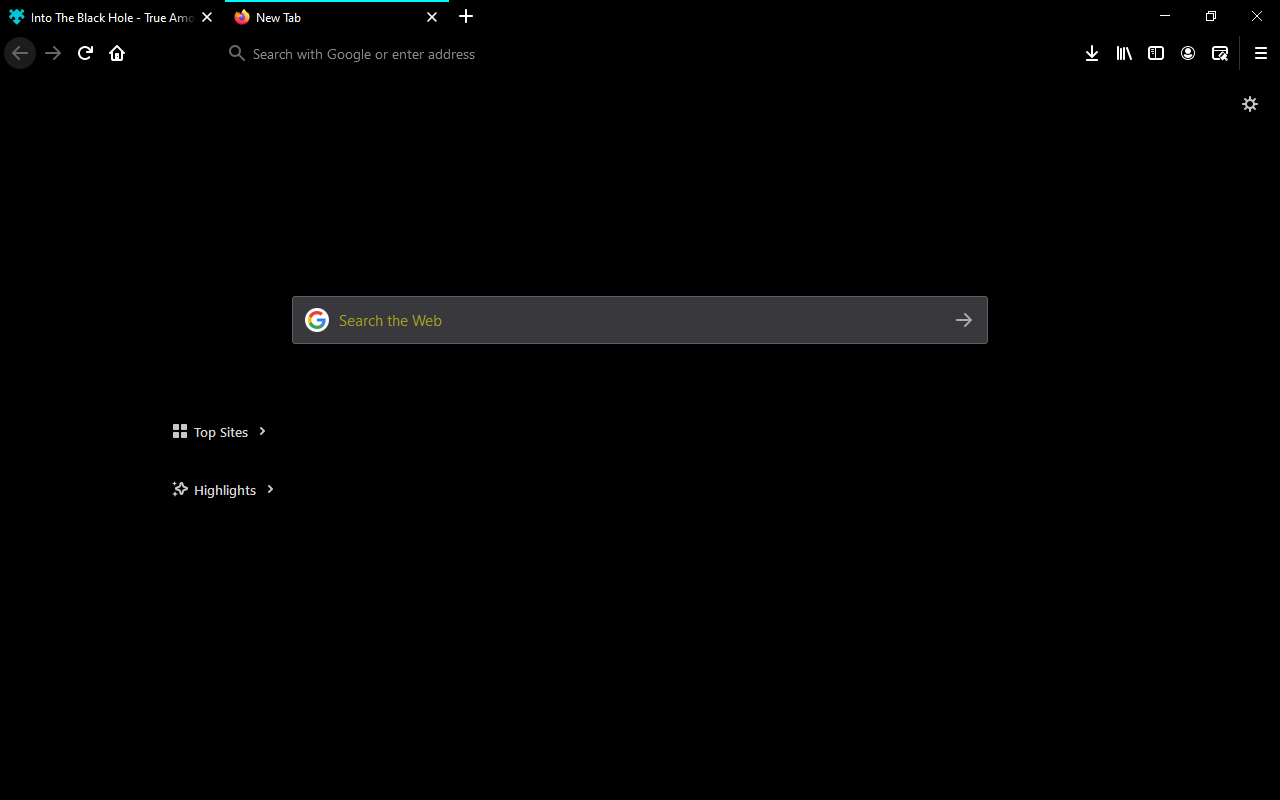 Into The Black Hole - True Amo
New Tab
Search with Google or enter address
Search the Web
Top Sites
Highlights